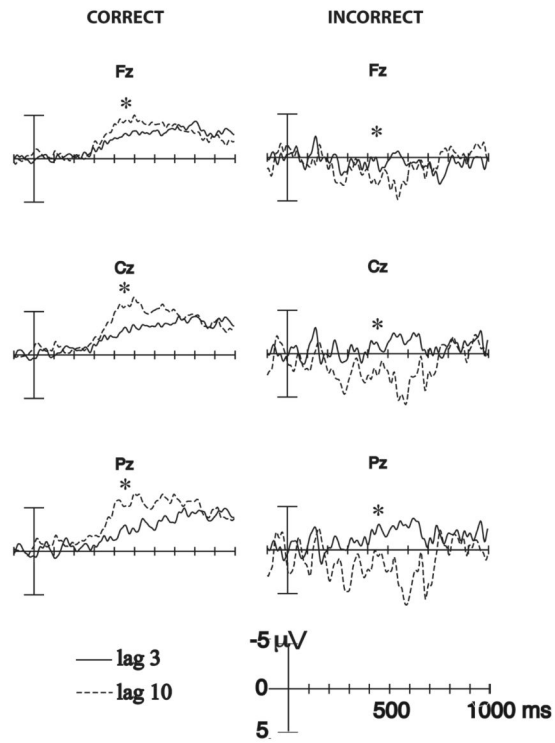 CORRECT INCORRECT
Fz Fz
* *
Cz Cz
* *
Pz Pz
* *
lag 3
lag 10
-5 µV
0
500 1000 ms
5